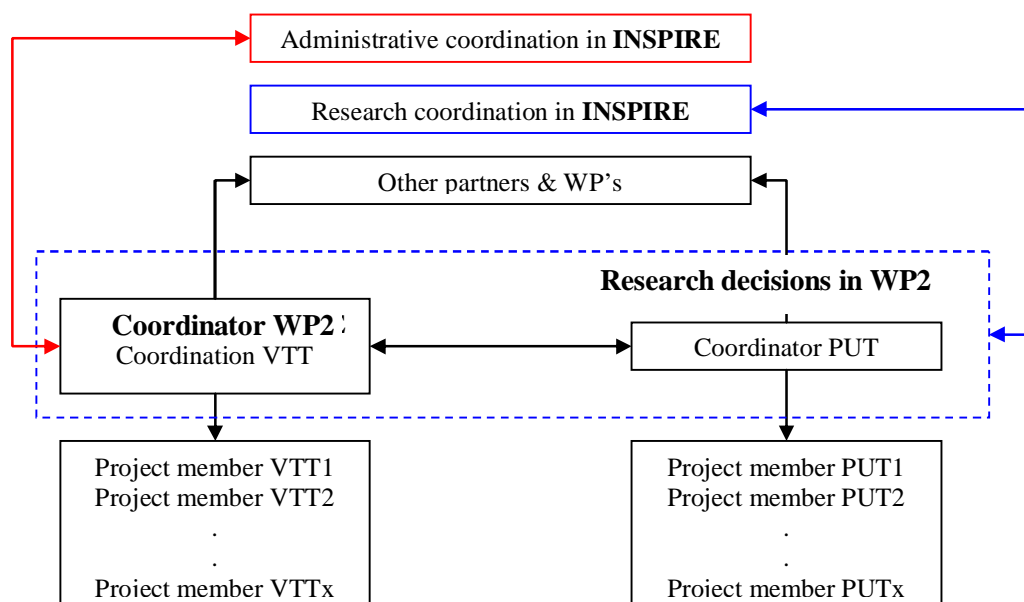 Administrative coordination in INSPIRE
Research coordination in INSPIRE
Other partners & WP's
Research decisions in WP2
Coordinator WP2
Coordination VTT
Coordinator PUT
Project member VTT1
Project member VTT2
.
.
Project member VTTx
Project member PUT1
Project member PUT2
.
.
Project member PUTx